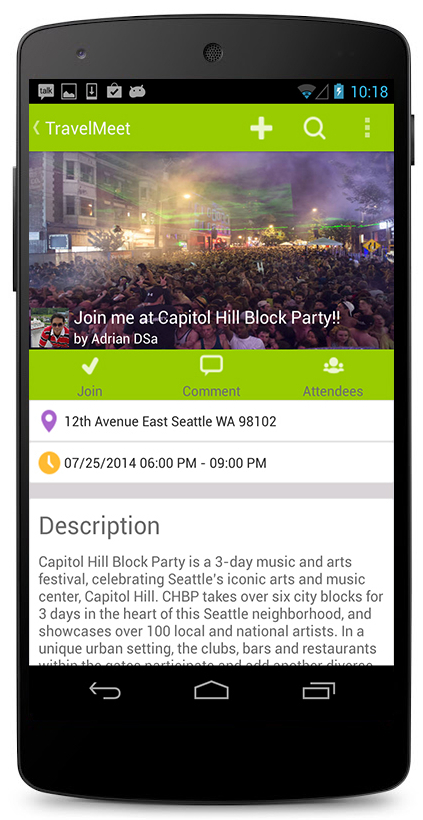 talk
10:18
TravelMeet
Join me at Capitol Hill Block Party!!
by Adrian DSa
Join
Comment
Attendees
12th Avenue East Seattle WA 98102
07/25/2014 06:00 PM - 09:00 PM
Description
Capitol Hill Block Party is a 3-day music and arts
festival, celebrating Seattle's iconic arts and music
center, Capitol Hill. CHBP takes over six city blocks for
3 days in the heart of this Seattle neighborhood, and
showcases over 100 local and national artists. In a
unique urban setting, the clubs, bars and restaurants
within the gates participate and add another diverse